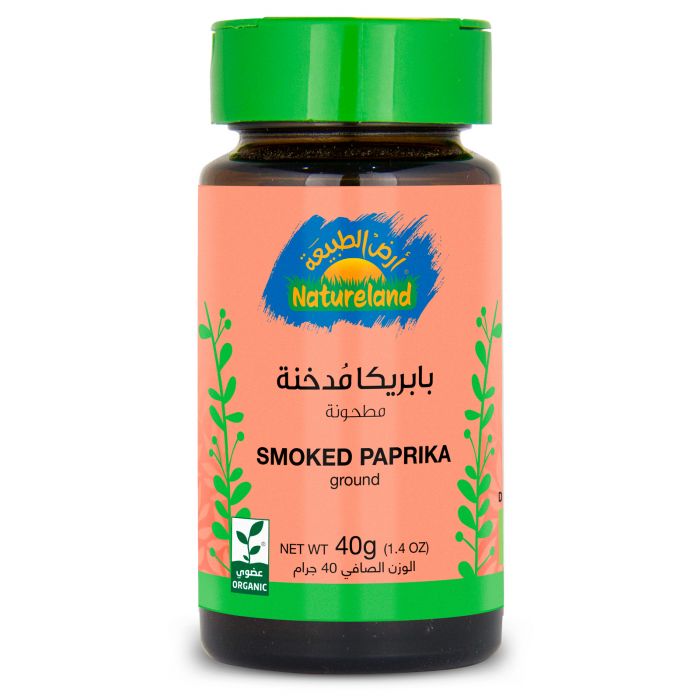 أرض الطبيعة
®
Natureland
بابريكا مُدخنة
مطحونة
SMOKED PAPRIKA
ground
NET WT 40g (1.4 OZ)
الوزن الصافي 40 جرام
®
عضوي
ORGANIC
D